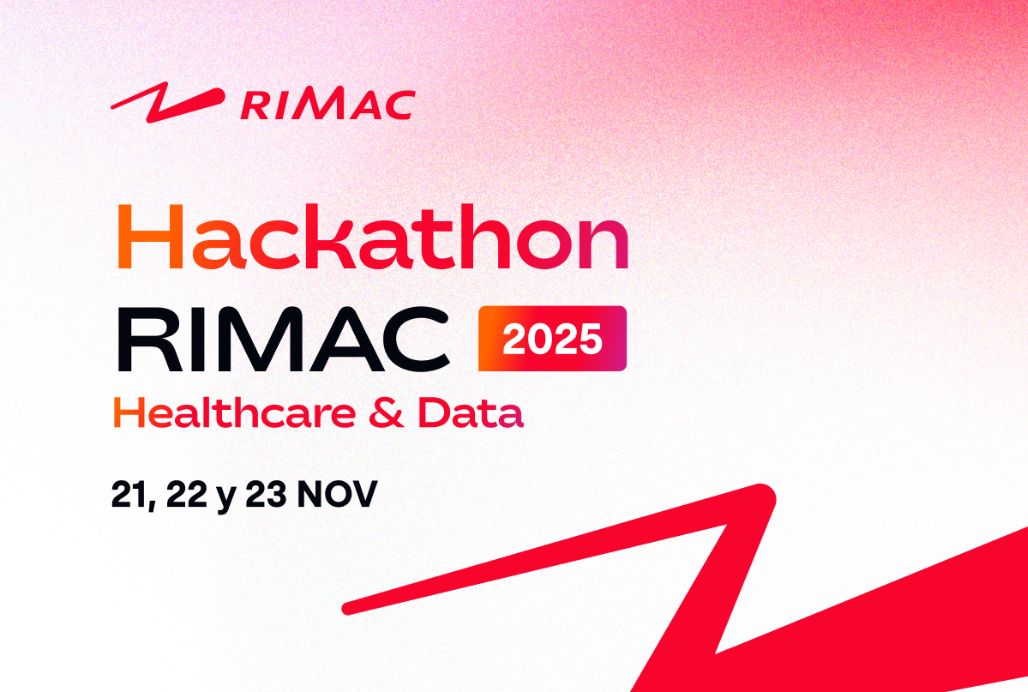 RIMAC
Hackathon
RIMAC 2025
Healthcare & Data
21, 22 y 23 NOV